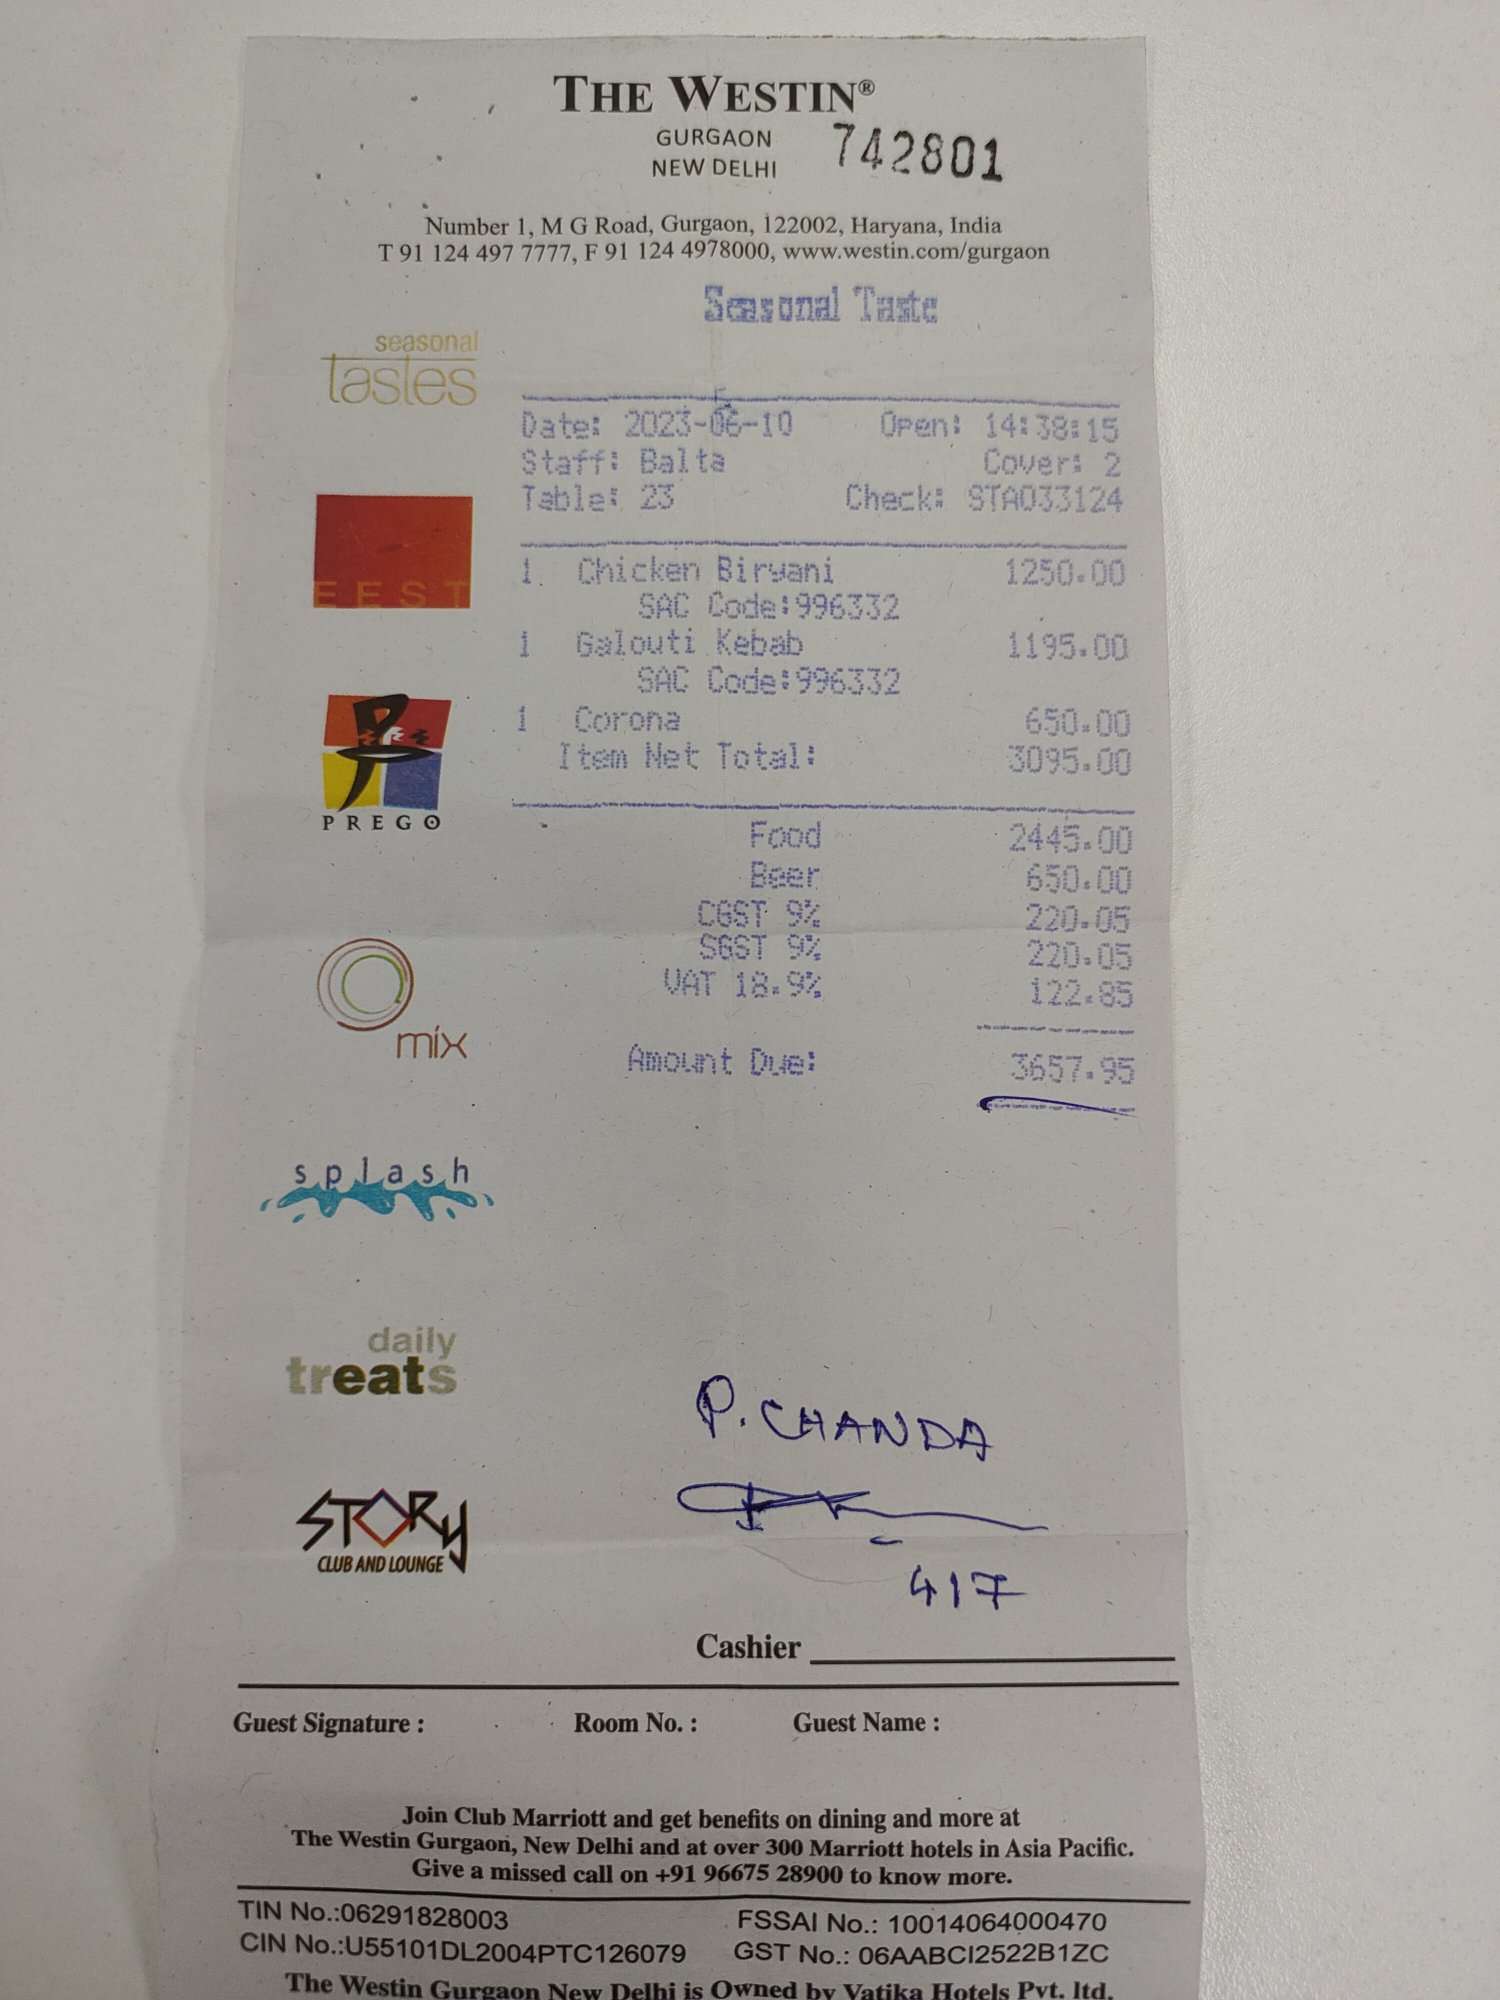 THE WESTIN®
GURGAON
NEW DELHI
742801
Number 1, M G Road, Gurgaon, 122002, Haryana, India
T 91 124 497 7777, F 91 124 4978000, www.westin.com/gurgaon
Seasonal Taste
seasonal
tastes
Date: 2023-06-10 Open: 14:38:15
Staff: Balta Cover: 2
Table: 23 Check: STA033124
EEST
1 Chicken Biryani 1250.00
SAC Code:996332
1 Galouti Kebab 1195.00
SAC Code:996332
1 Corona 650.00
Item Net Total: 3095.00
PREGO
Food 2445.00
Beer 650.00
CGST 9% 220.05
SGST 9% 220.05
VAT 18.9% 122.85
mix
Amount Due: 3657.95
splash
daily
treats
P. CHANDA
STORY
CLUB AND LOUNGE
417
Cashier
Guest Signature : Room No. : Guest Name :
Join Club Marriott and get benefits on dining and more at
The Westin Gurgaon, New Delhi and at over 300 Marriott hotels in Asia Pacific.
Give a missed call on +91 96675 28900 to know more.
TIN No.:06291828003 FSSAI No.: 10014064000470
CIN No.:U55101DL2004PTC126079 GST No.: 06AABCI2522B1ZC
The Westin Gurgaon New Delhi is Owned by Vatika Hotels Pvt. ltd.